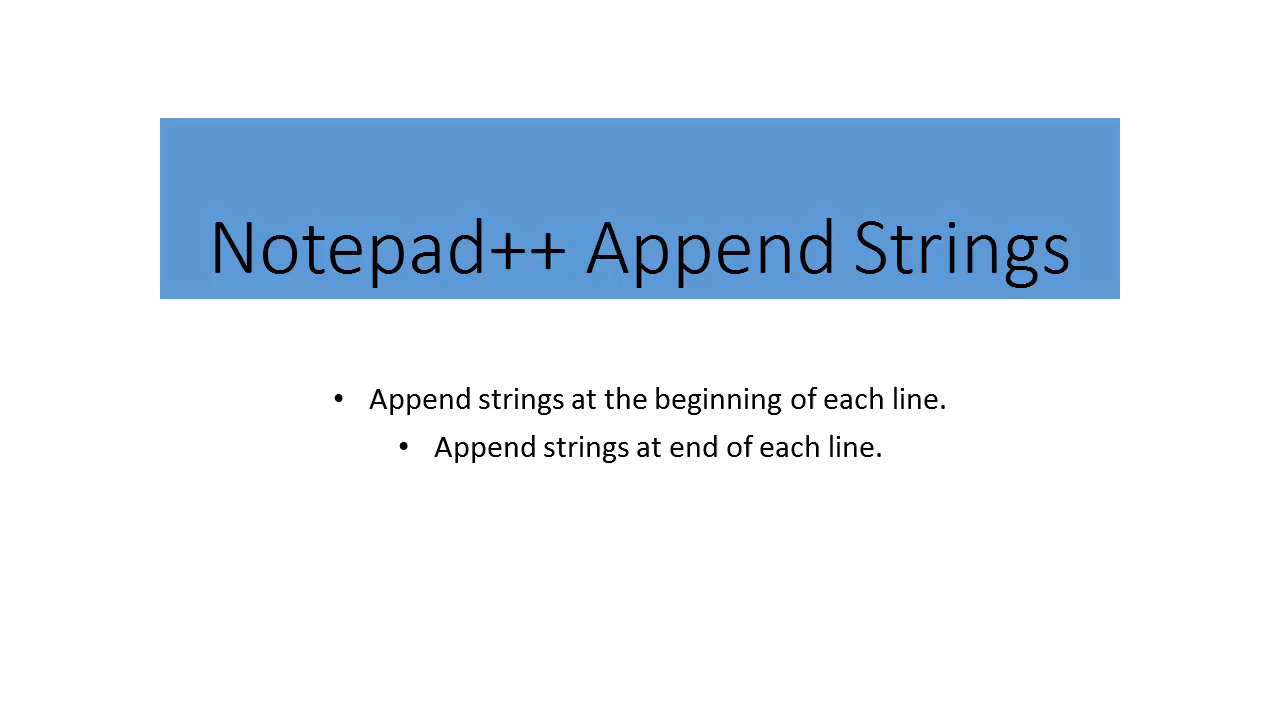 Notepad++ Append Strings
• Append strings at the beginning of each line.
• Append strings at end of each line.